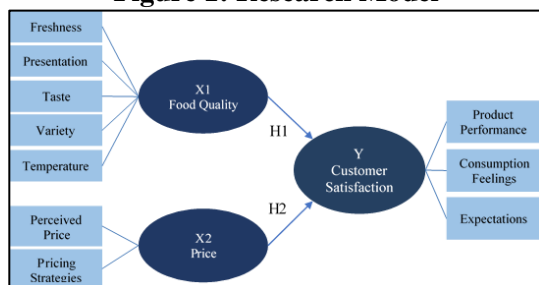 Freshness
Presentation
Taste
Variety
Temperature
X1
Food Quality
H1
Perceived
Price
Pricing
Strategies
X2
Price
H2
Y
Customer
Satisfaction
Product
Performance
Consumption
Feelings
Expectations